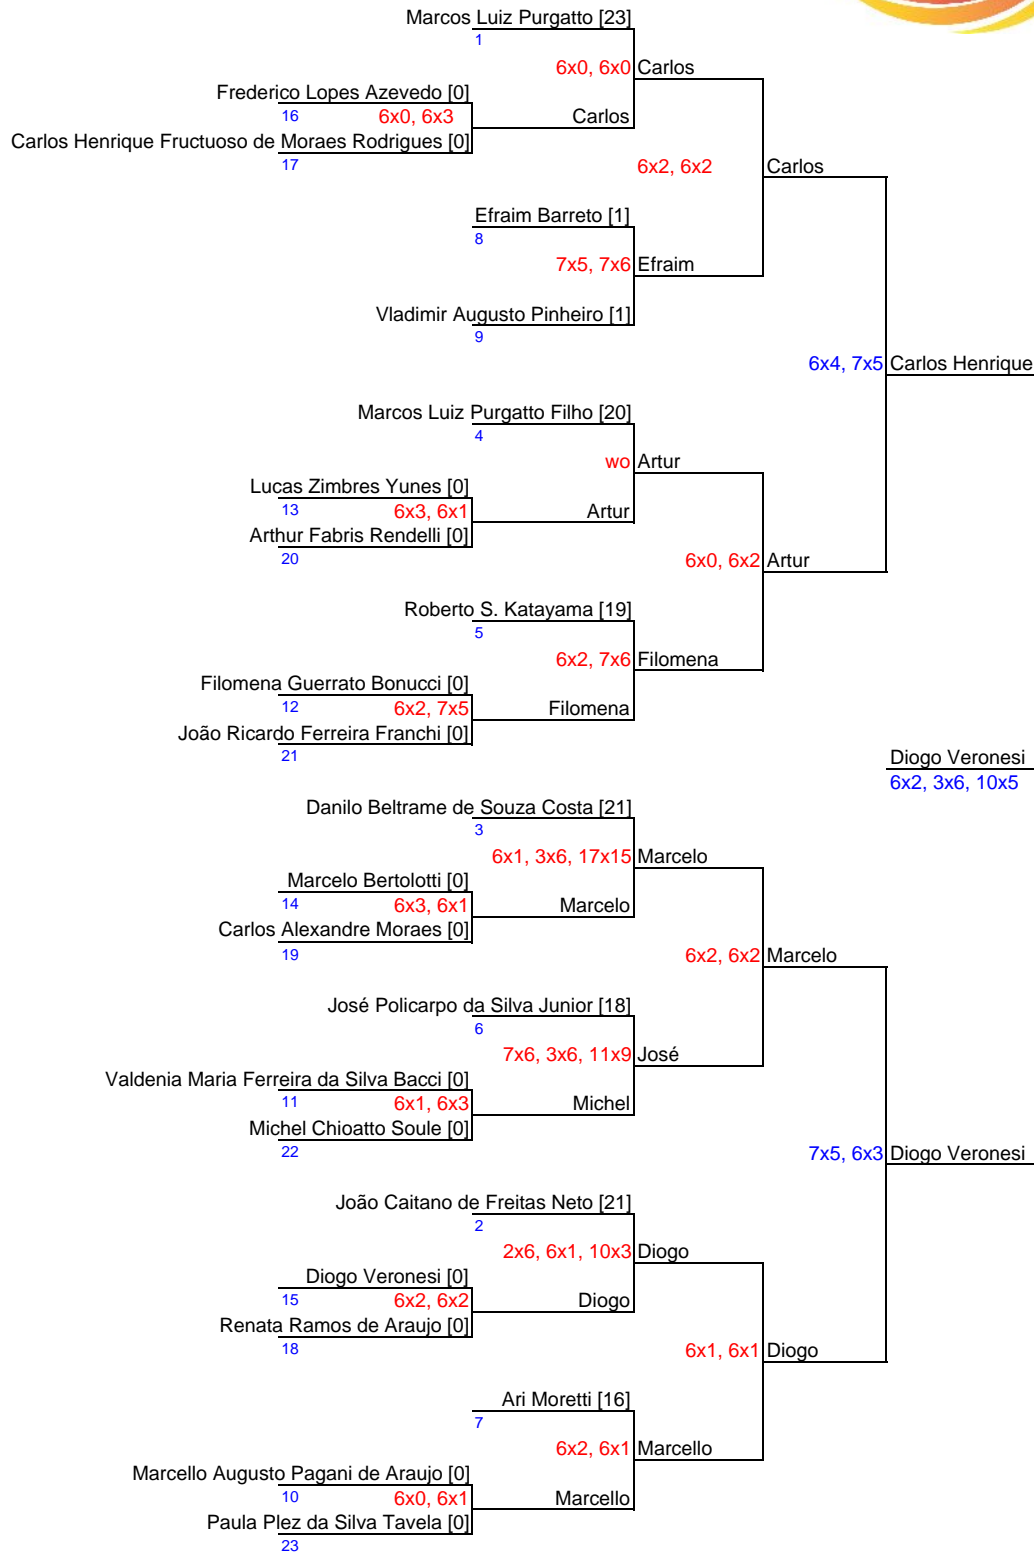 Marcos Luiz Purgatto [23]
1
6x0, 6x0 Carlos
Frederico Lopes Azevedo [0]
16 6x0, 6x3 Carlos
Carlos Henrique Fructuoso de Moraes Rodrigues [0]
17
6x2, 6x2 Carlos
Efraim Barreto [1]
8
7x5, 7x6 Efraim
Vladimir Augusto Pinheiro [1]
9
6x4, 7x5 Carlos Henrique
Marcos Luiz Purgatto Filho [20]
4
wo Artur
Lucas Zimbres Yunes [0]
13 6x3, 6x1 Artur
Arthur Fabris Rendelli [0]
20
6x0, 6x2 Artur
Roberto S. Katayama [19]
5
6x2, 7x6 Filomena
Filomena Guerrato Bonucci [0]
12 6x2, 7x5 Filomena
João Ricardo Ferreira Franchi [0]
21
Diogo Veronesi
6x2, 3x6, 10x5
Danilo Beltrame de Souza Costa [21]
3
6x1, 3x6, 17x15 Marcelo
Marcelo Bertolotti [0]
14 6x3, 6x1 Marcelo
Carlos Alexandre Moraes [0]
19
6x2, 6x2 Marcelo
José Policarpo da Silva Junior [18]
6
7x6, 3x6, 11x9 José
Valdenia Maria Ferreira da Silva Bacci [0]
11 6x1, 6x3 Michel
Michel Chioatto Soule [0]
22
7x5, 6x3 Diogo Veronesi
João Caitano de Freitas Neto [21]
2
2x6, 6x1, 10x3 Diogo
Diogo Veronesi [0]
15 6x2, 6x2 Diogo
Renata Ramos de Araujo [0]
18
6x1, 6x1 Diogo
Ari Moretti [16]
7
6x2, 6x1 Marcello
Marcello Augusto Pagani de Araujo [0]
10 6x0, 6x1 Marcello
Paula Plez da Silva Tavela [0]
23